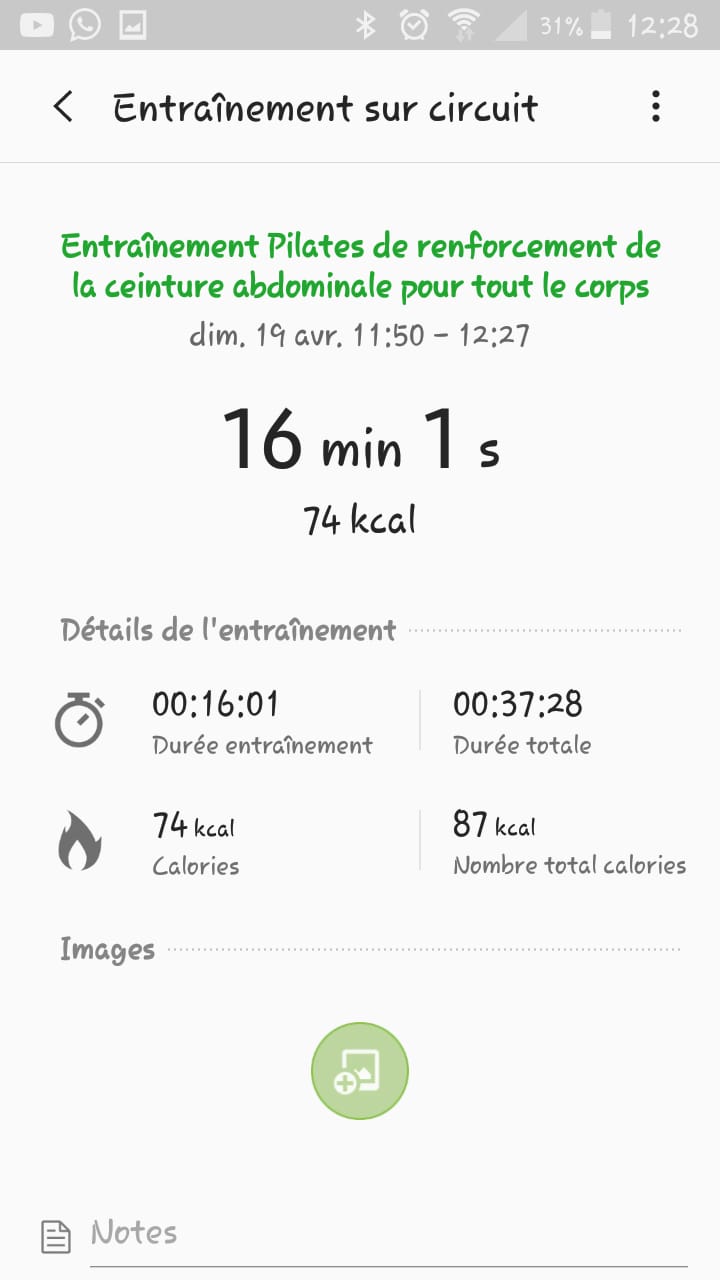 31% 12:28
Entraînement sur circuit
Entraînement Pilates de renforcement de
la ceinture abdominale pour tout le corps
dim. 19 avr. 11:50 – 12:27
16 min 1 s
74 kcal
Détails de l'entraînement
00:16:01 00:37:28
Durée entraînement Durée totale
74 kcal 87 kcal
Calories Nombre total calories
Images
Notes